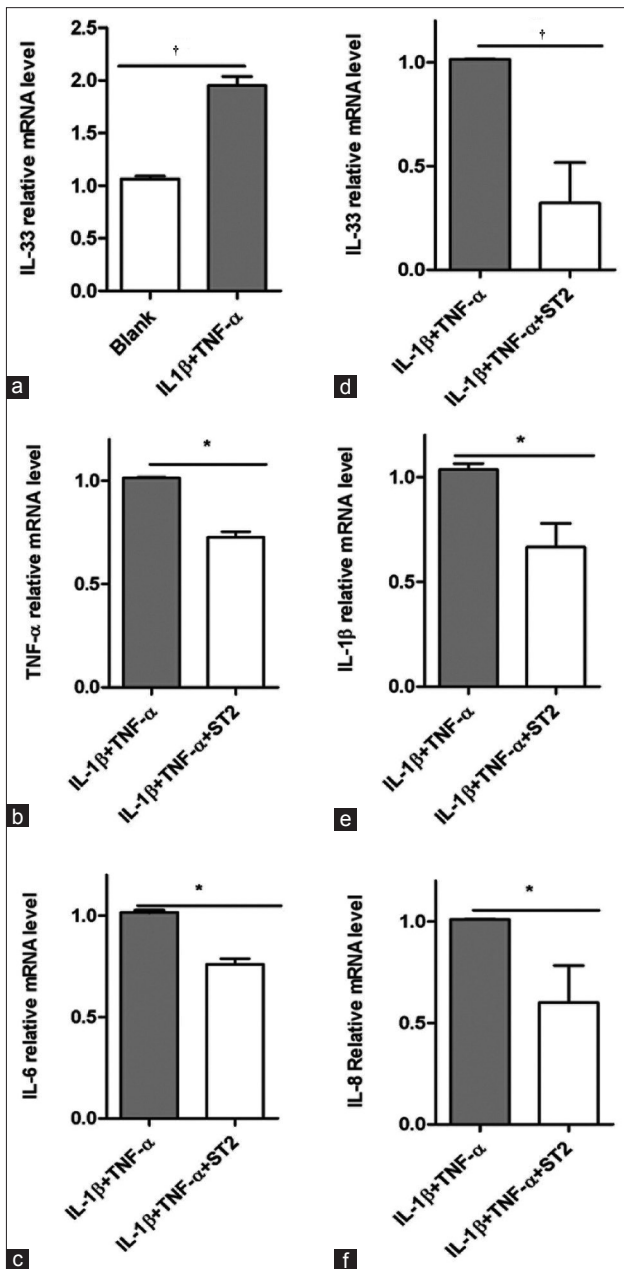 †
IL-33 relative mRNA level
2.5
2.0
1.5
1.0
0.5
0.0
Blank
IL1β+TNF-α
a
†
IL-33 relative mRNA level
1.0
0.5
0.0
IL-1β+TNF-α
IL-1β+TNF-α+ST2
d
*
TNF-α relative mRNA level
1.0
0.5
0.0
IL-1β+TNF-α
IL-1β+TNF-α+ST2
b
*
IL-1β relative mRNA level
1.0
0.5
0.0
IL-1β+TNF-α
IL-1β+TNF-α+ST2
e
*
IL-6 relative mRNA level
1.0
0.5
0.0
IL-1β+TNF-α
IL-1β+TNF-α+ST2
c
*
IL-8 Relative mRNA level
1.0
0.5
0.0
IL-1β+TNF-α
IL-1β+TNF-α+ST2
f